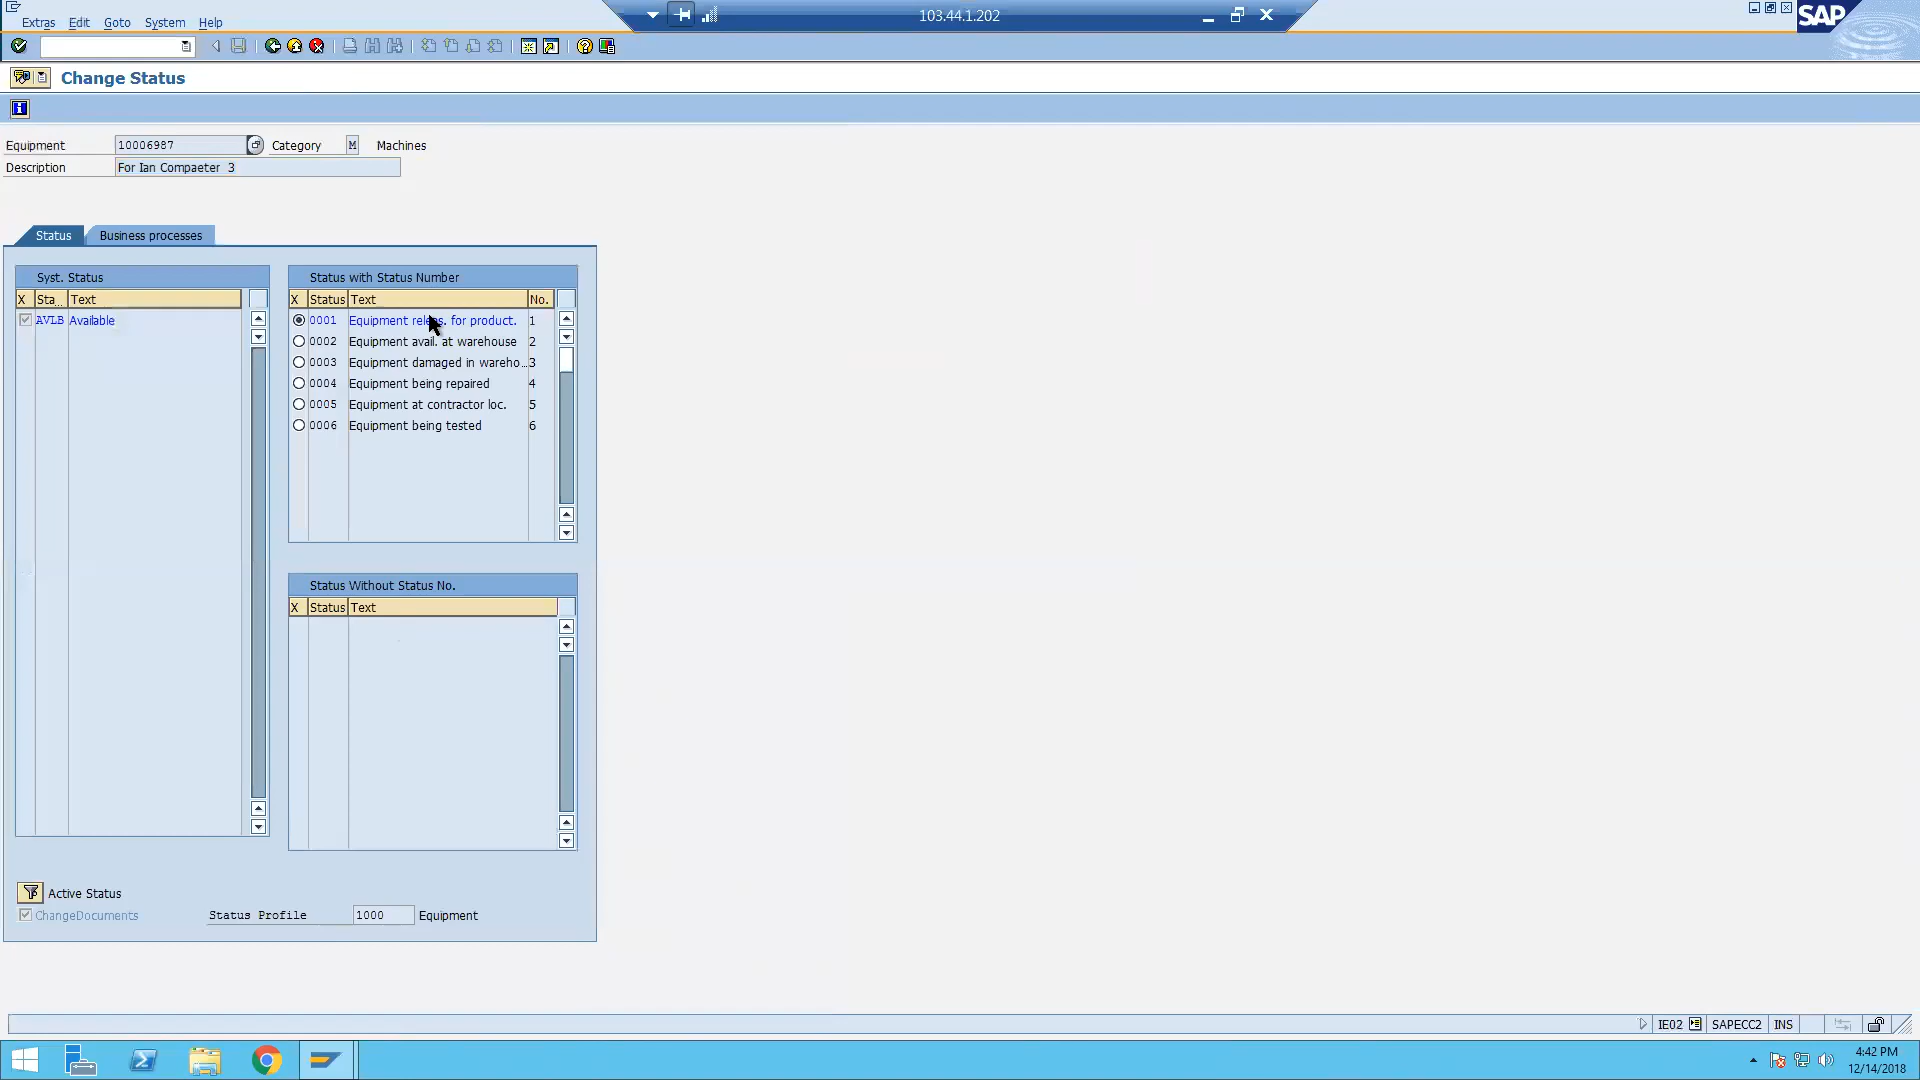 103.44.1.202
Extras Edit Goto System Help
SAP
Change Status
Equipment 10006987 Category M Machines
Description For Ian Compaeter 3
Status Business processes
Syst. Status
X Sta.. Text
AVLB Available
Status with Status Number
X Status Text No.
0001 Equipment releas. for product. 1
0002 Equipment avail. at warehouse 2
0003 Equipment damaged in wareho... 3
0004 Equipment being repaired 4
0005 Equipment at contractor loc. 5
0006 Equipment being tested 6
Status Without Status No.
X Status Text
Active Status
ChangeDocuments Status Profile 1000 Equipment
IE02 SAPECC2 INS
4:42 PM
12/14/2018